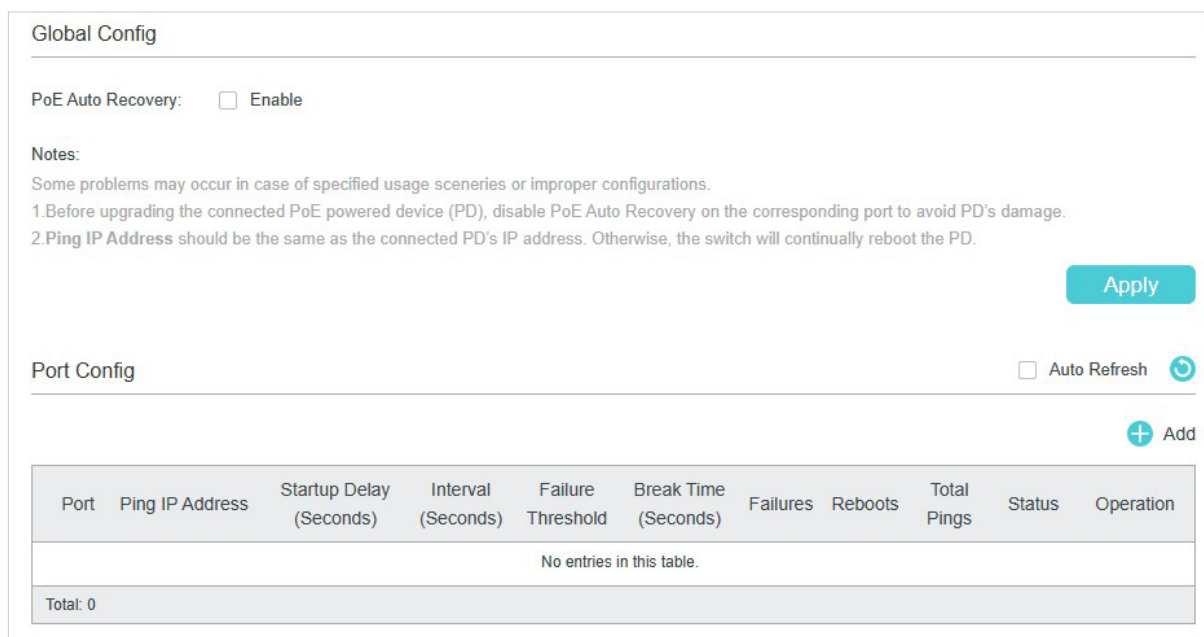 Global Config
PoE Auto Recovery: Enable
Notes:
Some problems may occur in case of specified usage sceneries or improper configurations.
1.Before upgrading the connected PoE powered device (PD), disable PoE Auto Recovery on the corresponding port to avoid PD's damage.
2.Ping IP Address should be the same as the connected PD's IP address. Otherwise, the switch will continually reboot the PD.
Apply
Port Config Auto Refresh
Add
Port Ping IP Address Startup Delay (Seconds) Interval (Seconds) Failure Threshold Break Time (Seconds) Failures Reboots Total Pings Status Operation
No entries in this table.
Total: 0